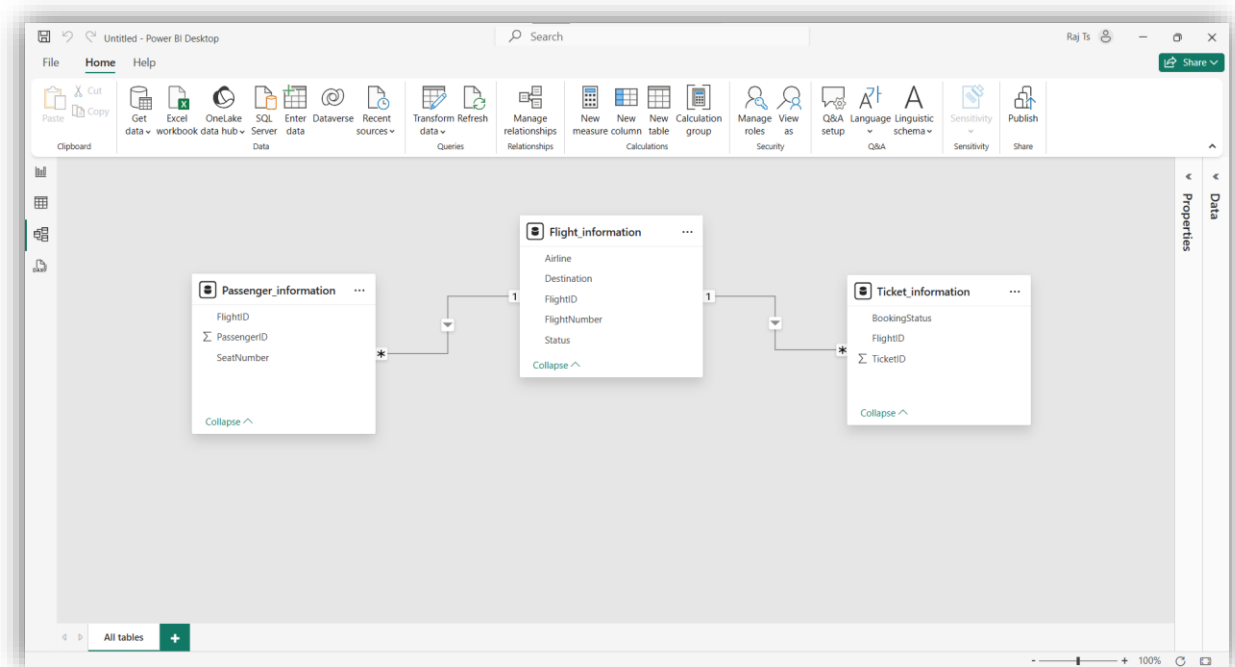 Untitled - Power BI Desktop
Search
Raj Ts
File Home Help
Share
Paste
Cut
Copy
Clipboard
Get data
Excel workbook
OneLake data hub
SQL Server
Enter data
Dataverse
Recent sources
Data
Transform data
Refresh
Queries
Manage relationships
Relationships
New measure
New column
New table
Calculation group
Calculations
Manage roles
View as
Security
Q&A setup
Language
Linguistic schema
Q&A
Sensitivity
Sensitivity
Publish
Share
Properties
Data
Passenger_information ...
FlightID
Σ PassengerID
SeatNumber
Collapse
*
1
Flight_information ...
Airline
Destination
FlightID
FlightNumber
Status
Collapse
1
*
Ticket_information ...
BookingStatus
FlightID
Σ TicketID
Collapse
All tables
+
- + 100%